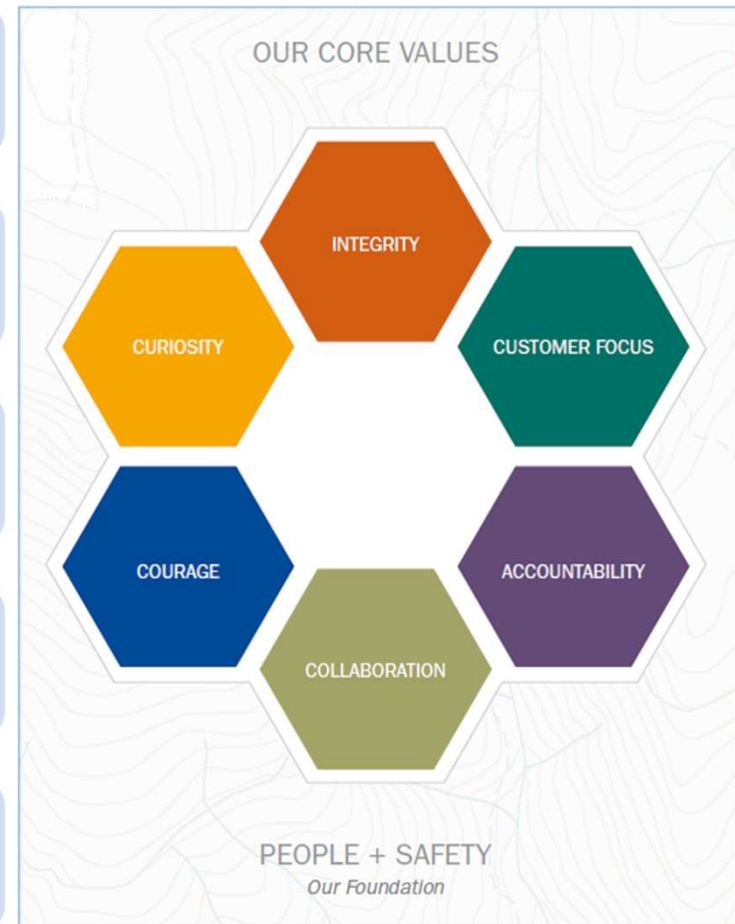 OUR CORE VALUES
INTEGRITY
CURIOSITY
CUSTOMER FOCUS
COURAGE
ACCOUNTABILITY
COLLABORATION
PEOPLE + SAFETY
Our Foundation